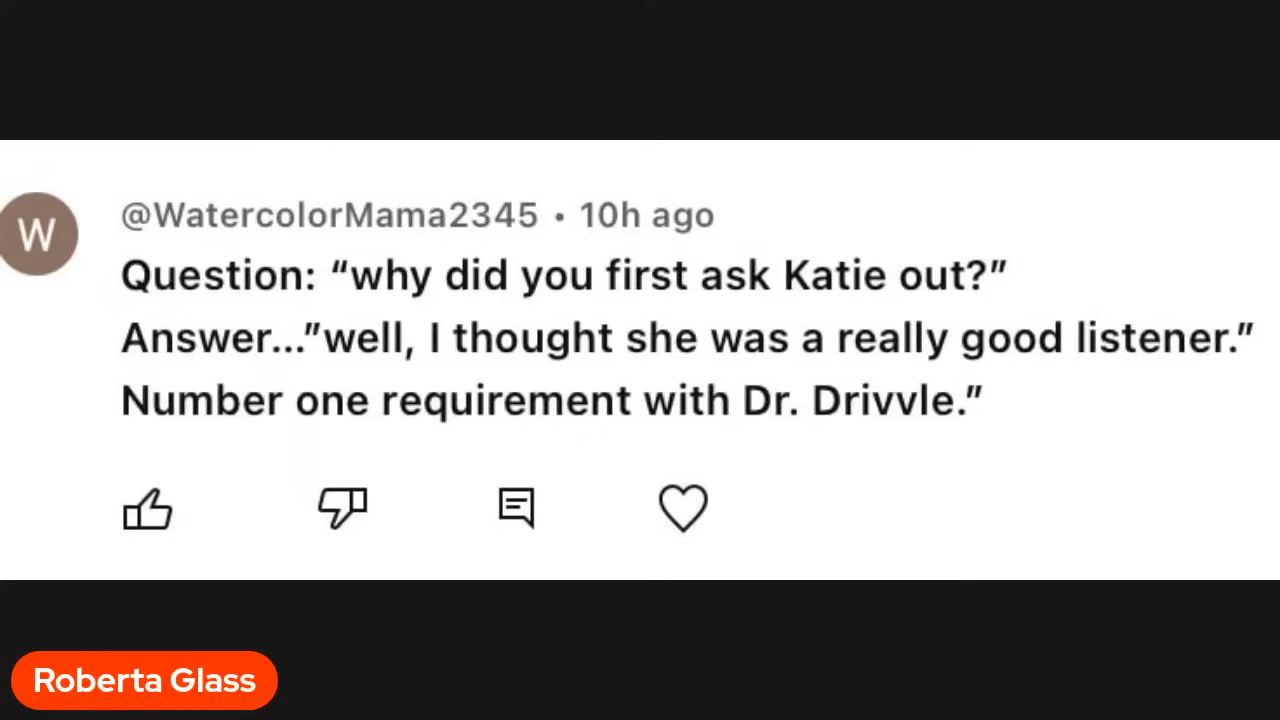 W
@WatercolorMama2345 • 10h ago
Question: “why did you first ask Katie out?”
Answer...”well, I thought she was a really good listener.”
Number one requirement with Dr. Drivvle.”
Roberta Glass